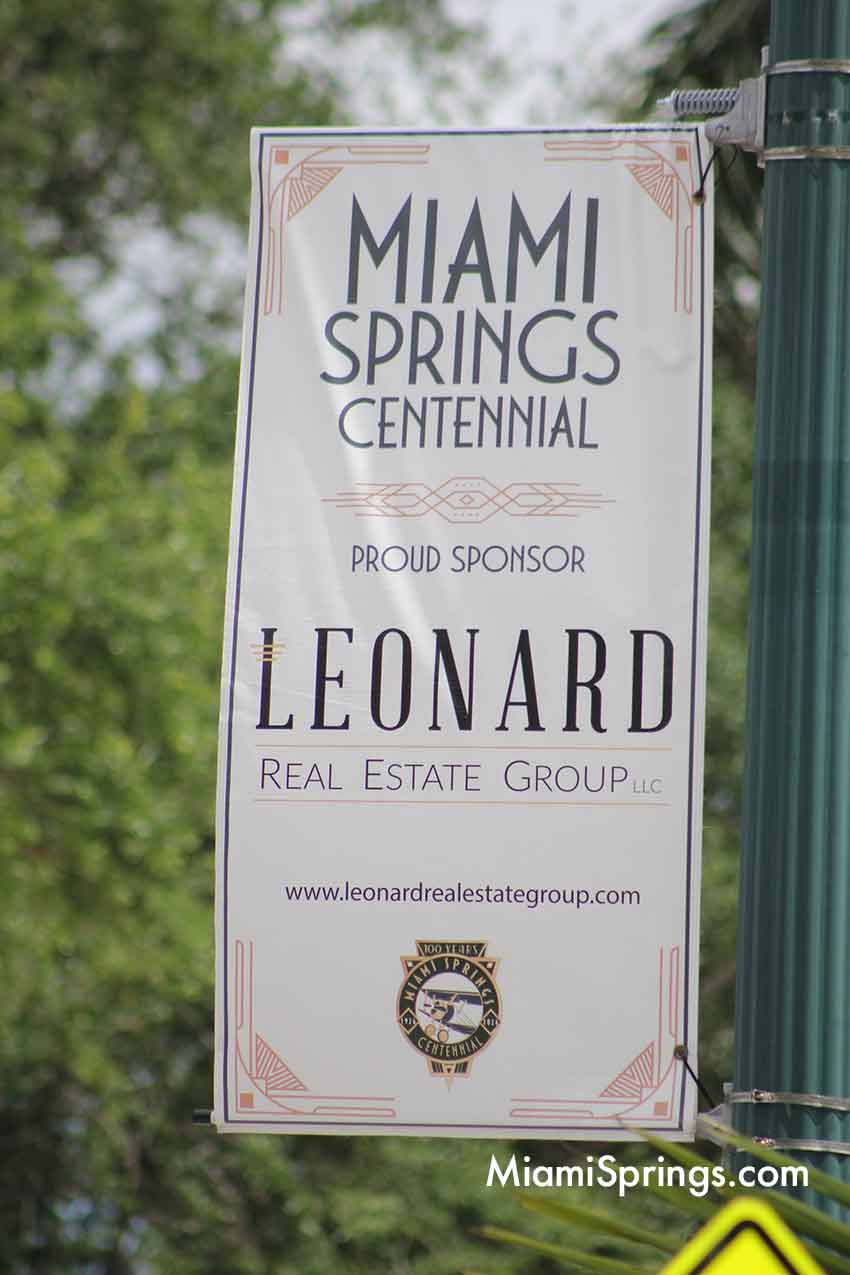 MIAMI
SPRINGS
CENTENNIAL
PROUD SPONSOR
LEONARD
REAL ESTATE GROUP LLC
www.leonardrealestategroup.com
100 YEARS
MIAMI SPRINGS
1926
CENTENNIAL
MiamiSprings.com